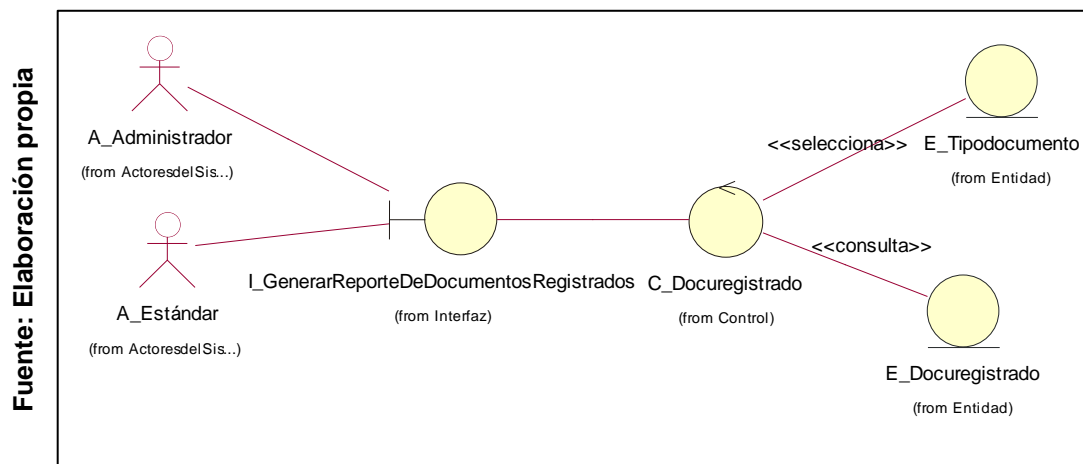 Fuente: Elaboración propia
A_Administrador
(from ActoresdelSis...)
A_Estándar
(from ActoresdelSis...)
I_GenerarReporteDeDocumentosRegistrados
(from Interfaz)
C_Docuregistrado
(from Control)
<<selecciona>>
E_Tipodocumento
(from Entidad)
<<consulta>>
E_Docuregistrado
(from Entidad)